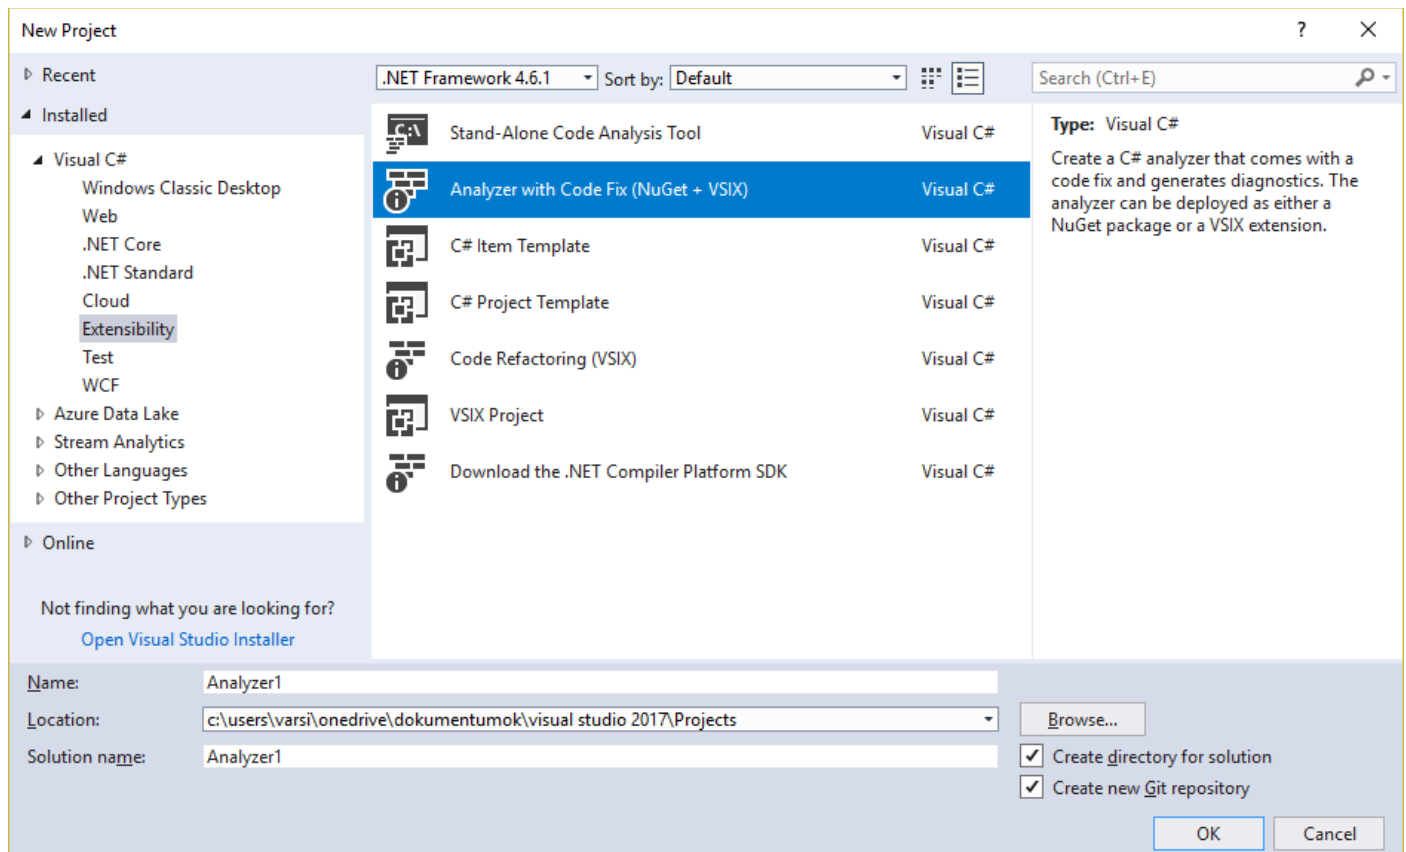 New Project
?
Recent
Installed
Visual C#
Windows Classic Desktop
Web
.NET Core
.NET Standard
Cloud
Extensibility
Test
WCF
Azure Data Lake
Stream Analytics
Other Languages
Other Project Types
Online
Not finding what you are looking for?
Open Visual Studio Installer
.NET Framework 4.6.1 Sort by: Default
C:\ Stand-Alone Code Analysis Tool Visual C#
Analyzer with Code Fix (NuGet + VSIX) Visual C#
C# Item Template Visual C#
C# Project Template Visual C#
Code Refactoring (VSIX) Visual C#
VSIX Project Visual C#
Download the .NET Compiler Platform SDK Visual C#
Search (Ctrl+E)
Type: Visual C#
Create a C# analyzer that comes with a
code fix and generates diagnostics. The
analyzer can be deployed as either a
NuGet package or a VSIX extension.
Name: Analyzer1
Location: c:\users\varsi\onedrive\dokumentumok\visual studio 2017\Projects Browse...
Solution name: Analyzer1
Create directory for solution
Create new Git repository
OK Cancel